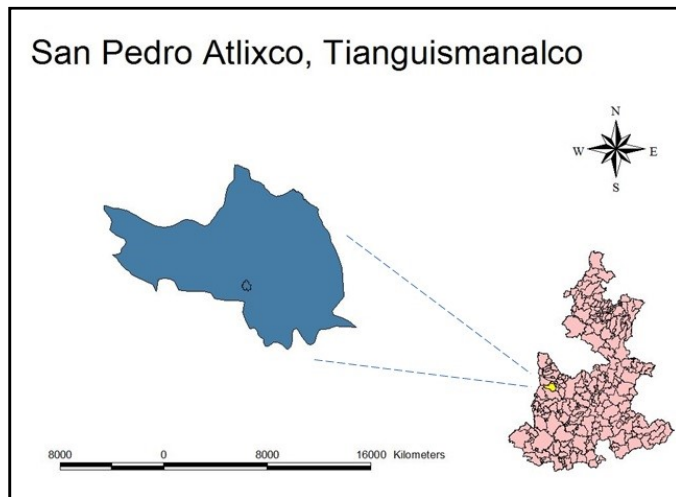 San Pedro Atlixco, Tianguismanalco
N
W E
S
8000 0 8000 16000 Kilometers